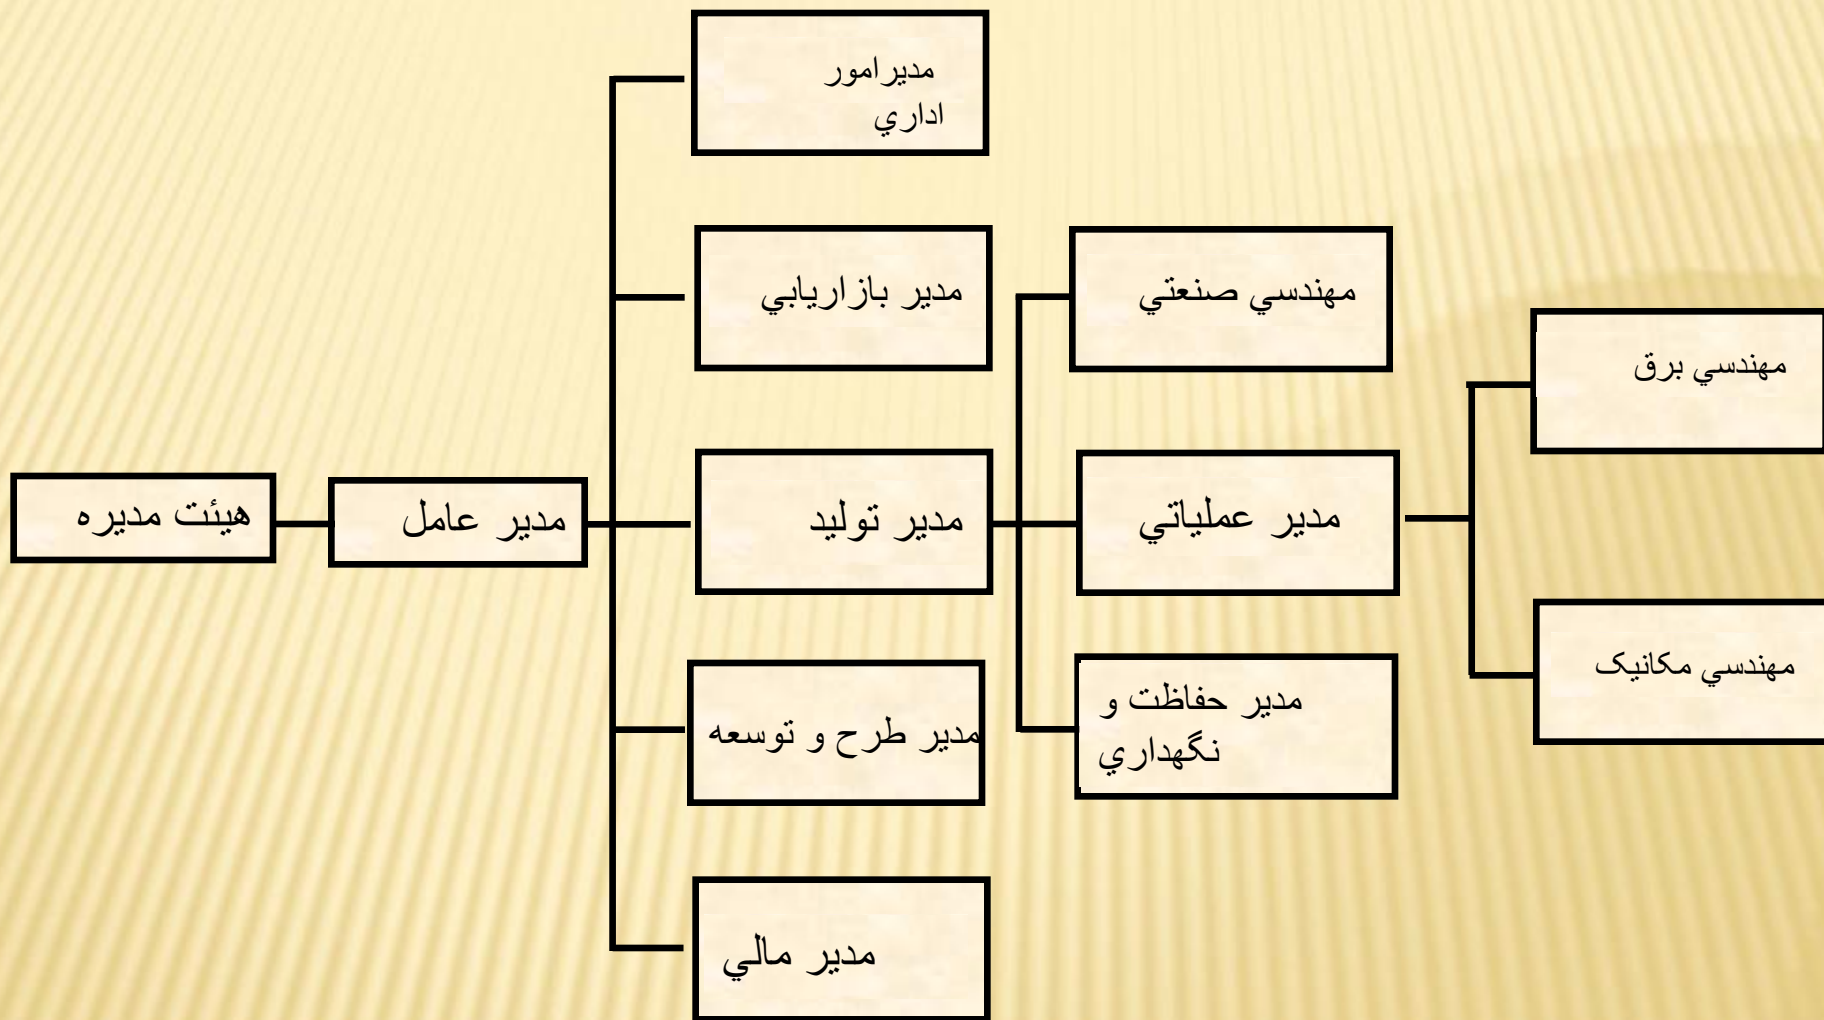 مديرامور
اداري
مدير بازاريابي
مهندسي صنعتي
مهندسي برق
هيئت مديره
مدير عامل
مدير توليد
مدير عملياتي
مهندسي مکانيک
مدير طرح و توسعه
مدير حفاظت و
نگهداري
مدير مالي